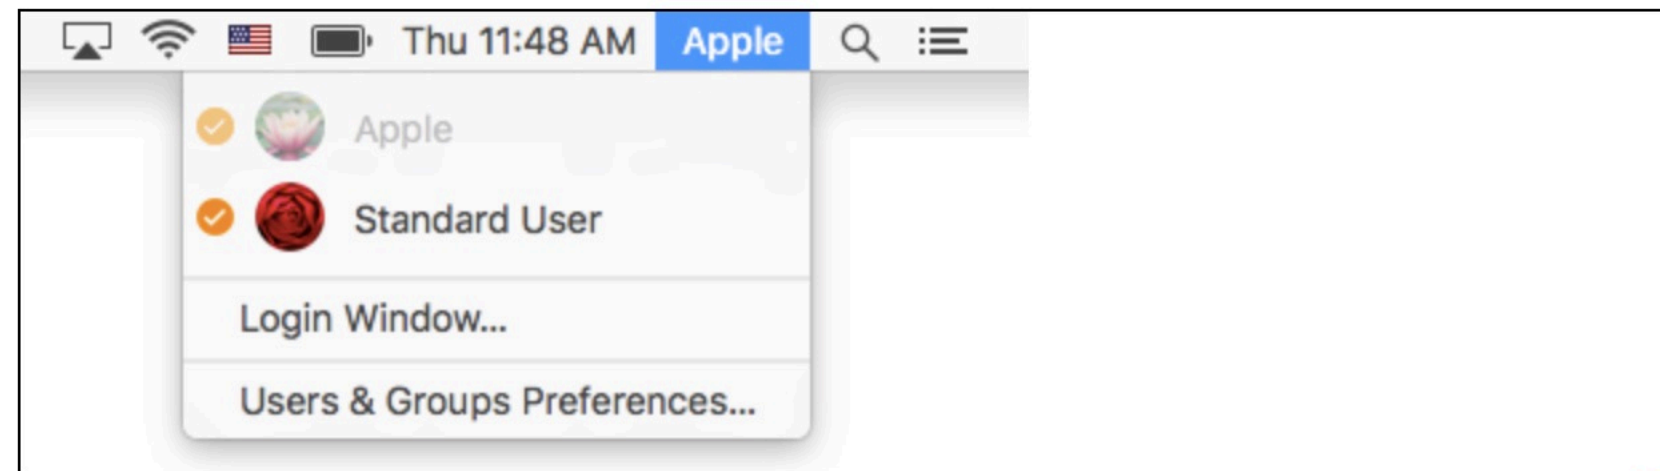 Thu 11:48 AM Apple
Apple
Standard User
Login Window...
Users & Groups Preferences...